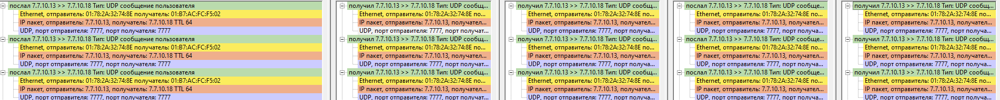 послал 7.7.10.13 >> 7.7.10.18 Тип: UDP сообщение пользователя
Ethernet, отправитель: 01:78:2A:32:74:8E получатель: 01:B7:AC:FC:F5:02
IP пакет, отправитель: 7.7.10.13, получатель: 7.7.10.18 TTL 64
UDP, порт отправителя: 7777, порт получателя: 7777
послал 7.7.10.13 >> 7.7.10.18 Тип: UDP сообщение пользователя
Ethernet, отправитель: 01:78:2A:32:74:8E получатель: 01:B7:AC:FC:F5:02
IP пакет, отправитель: 7.7.10.13, получатель: 7.7.10.18 TTL 64
UDP, порт отправителя: 7777, порт получателя: 7777
послал 7.7.10.13 >> 7.7.10.18 Тип: UDP сообщение пользователя
Ethernet, отправитель: 01:78:2A:32:74:8E получатель: 01:B7:AC:FC:F5:02
IP пакет, отправитель: 7.7.10.13, получатель: 7.7.10.18 TTL 64
UDP, порт отправителя: 7777, порт получателя: 7777
получил 7.7.10.13 >> 7.7.10.18 Тип: UDP сообщ...
Ethernet, отправитель: 01:78:2A:32:74:8E по...
IP пакет, отправитель: 7.7.10.13, получател...
UDP, порт отправителя: 7777, порт получат...
получил 7.7.10.13 >> 7.7.10.18 Тип: UDP сообщ...
Ethernet, отправитель: 01:78:2A:32:74:8E по...
IP пакет, отправитель: 7.7.10.13, получател...
UDP, порт отправителя: 7777, порт получат...
получил 7.7.10.13 >> 7.7.10.18 Тип: UDP сообщ...
Ethernet, отправитель: 01:78:2A:32:74:8E по...
IP пакет, отправитель: 7.7.10.13, получател...
UDP, порт отправителя: 7777, порт получат...
получил 7.7.10.13 >> 7.7.10.18 Тип: UDP сообщ...
Ethernet, отправитель: 01:78:2A:32:74:8E по...
IP пакет, отправитель: 7.7.10.13, получател...
UDP, порт отправителя: 7777, порт получа...
получил 7.7.10.13 >> 7.7.10.18 Тип: UDP сообщ...
Ethernet, отправитель: 01:78:2A:32:74:8E по...
IP пакет, отправитель: 7.7.10.13, получател...
UDP, порт отправителя: 7777, порт получа...
получил 7.7.10.13 >> 7.7.10.18 Тип: UDP сообщ...
Ethernet, отправитель: 01:78:2A:32:74:8E по...
IP пакет, отправитель: 7.7.10.13, получател...
UDP, порт отправителя: 7777, порт получа...
послал 7.7.10.13 >> 7.7.10.18 Тип: UDP сообще...
Ethernet, отправитель: 01:78:2A:32:74:8E по...
IP пакет, отправитель: 7.7.10.13, получател...
UDP, порт отправителя: 7777, порт получа...
послал 7.7.10.13 >> 7.7.10.18 Тип: UDP сообще...
Ethernet, отправитель: 01:78:2A:32:74:8E по...
IP пакет, отправитель: 7.7.10.13, получател...
UDP, порт отправителя: 7777, порт получа...
послал 7.7.10.13 >> 7.7.10.18 Тип: UDP сообще...
Ethernet, отправитель: 01:78:2A:32:74:8E по...
IP пакет, отправитель: 7.7.10.13, получател...
UDP, порт отправителя: 7777, порт получа...
получил 7.7.10.13 >> 7.7.10.18 Тип: UDP сообщ...
Ethernet, отправитель: 01:78:2A:32:74:8E по...
IP пакет, отправитель: 7.7.10.13, получате...
UDP, порт отправителя: 7777, порт получа...
получил 7.7.10.13 >> 7.7.10.18 Тип: UDP сообщ...
Ethernet, отправитель: 01:78:2A:32:74:8E по...
IP пакет, отправитель: 7.7.10.13, получате...
UDP, порт отправителя: 7777, порт получа...
получил 7.7.10.13 >> 7.7.10.18 Тип: UDP сообщ...
Ethernet, отправитель: 01:78:2A:32:74:8E по...
IP пакет, отправитель: 7.7.10.13, получате...
UDP, порт отправителя: 7777, порт получа...